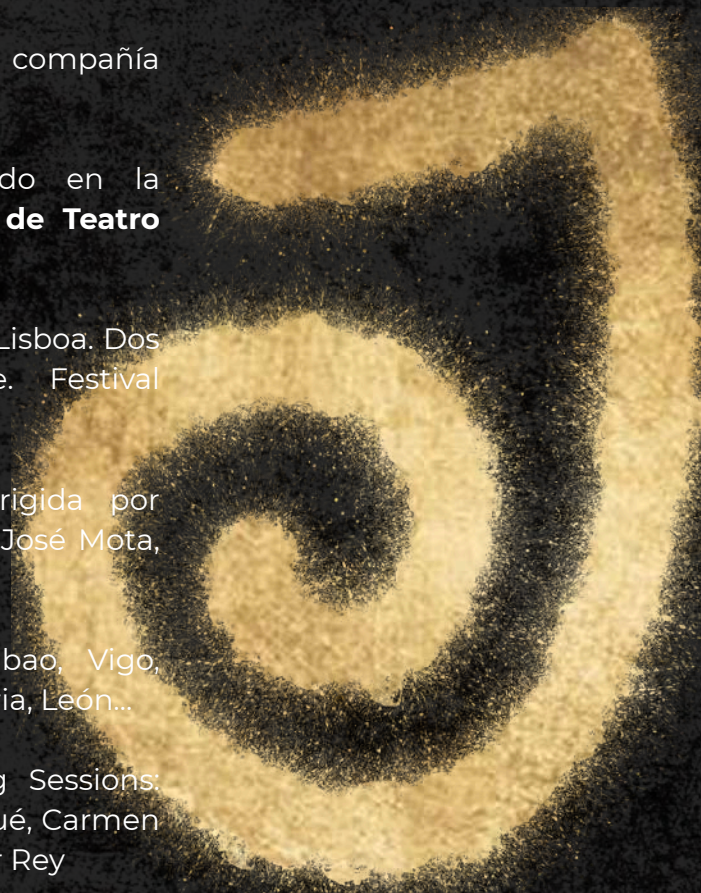 compañía
do en la
de Teatro
Lisboa. Dos
e. Festival
rigida por
José Mota,
bao, Vigo,
ia, León...
g Sessions:
ué, Carmen
r Rey